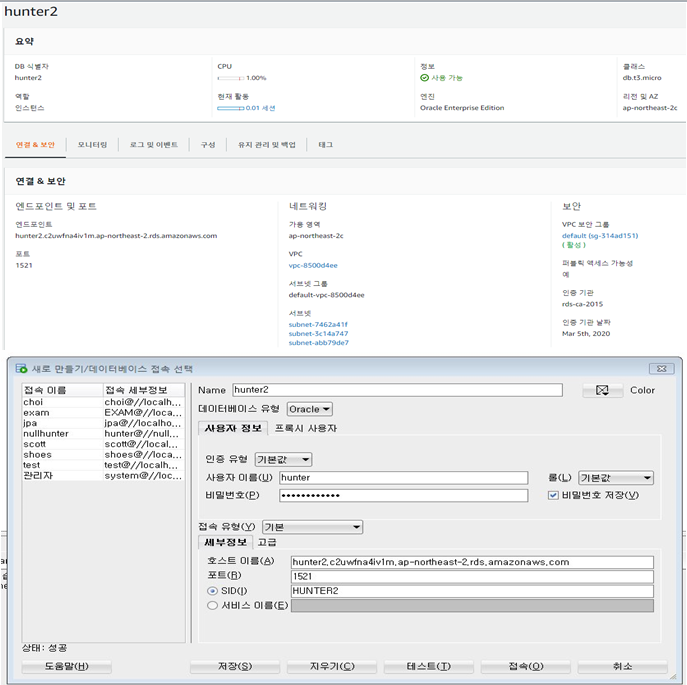 hunter2
요약
DB 식별자 CPU 정보 클래스
hunter2 1.00% 사용 가능 db.t3.micro
역할 현재 활동 엔진 리전 및 AZ
인스턴스 0.01 세션 Oracle Enterprise Edition ap-northeast-2c
연결 & 보안 모니터링 로그 및 이벤트 구성 유지 관리 및 백업 태그
연결 & 보안
엔드포인트 및 포트
엔드포인트
hunter2.c2uwfna4iv1m.ap-northeast-2.rds.amazonaws.com
포트
1521
네트워킹
가용 영역
ap-northeast-2c
VPC
vpc-8500d4ee
서브넷 그룹
default-vpc-8500d4ee
서브넷
subnet-7462a41f
subnet-3c14a747
subnet-abb79de7
보안
VPC 보안 그룹
default (sg-314ad151)
( 활성 )
퍼블릭 액세스 가능성
예
인증 기관
rds-ca-2015
인증 기관 날짜
Mar 5th, 2020
새로 만들기/데이터베이스 접속 선택
접속 이름 접속 세부정보
choi choi@//localh...
exam EXAM@//local...
jpa jpa@//localho...
nullhunter hunter@//null...
scott scott@//local...
shoes shoes@//loca...
test test@//localh...
관리자 system@//loc...
Name hunter2 Color
데이터베이스 유형 Oracle
사용자 정보 프록시 사용자
인증 유형 기본값
사용자 이름(U) hunter 롤(L) 기본값
비밀번호(P) •••••••••••• 비밀번호 저장(V)
접속 유형(Y) 기본
세부정보 고급
호스트 이름(A) hunter2.c2uwfna4iv1m.ap-northeast-2.rds.amazonaws.com
포트(R) 1521
SID(I) HUNTER2
서비스 이름(E)
상태: 성공
도움말(H) 저장(S) 지우기(C) 테스트(T) 접속(O) 취소